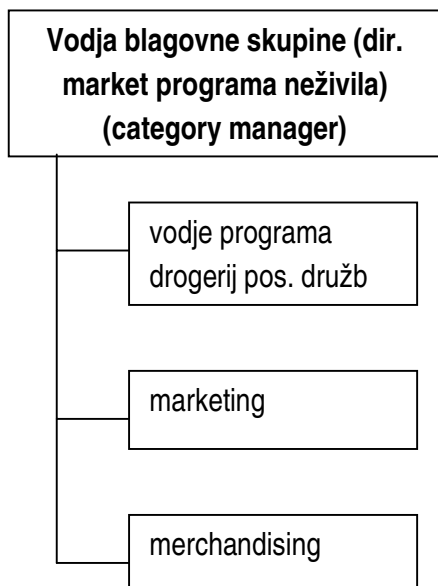 Vodja blagovne skupine (dir.
market programa neživila)
(category manager)
vodje programa
drogerij pos. družb
marketing
merchandising